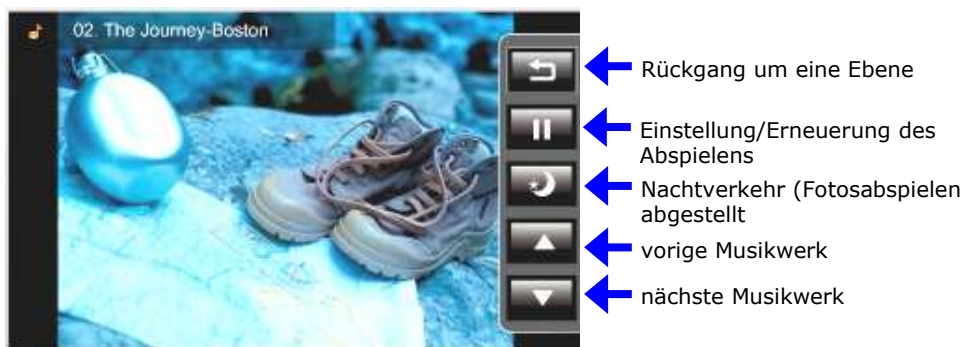 02. The Journey-Boston
Rückgang um eine Ebene
Einstellung/Erneuerung des
Abspielens
Nachtverkehr (Fotosabspielen
abgestellt
vorige Musikwerk
nächste Musikwerk